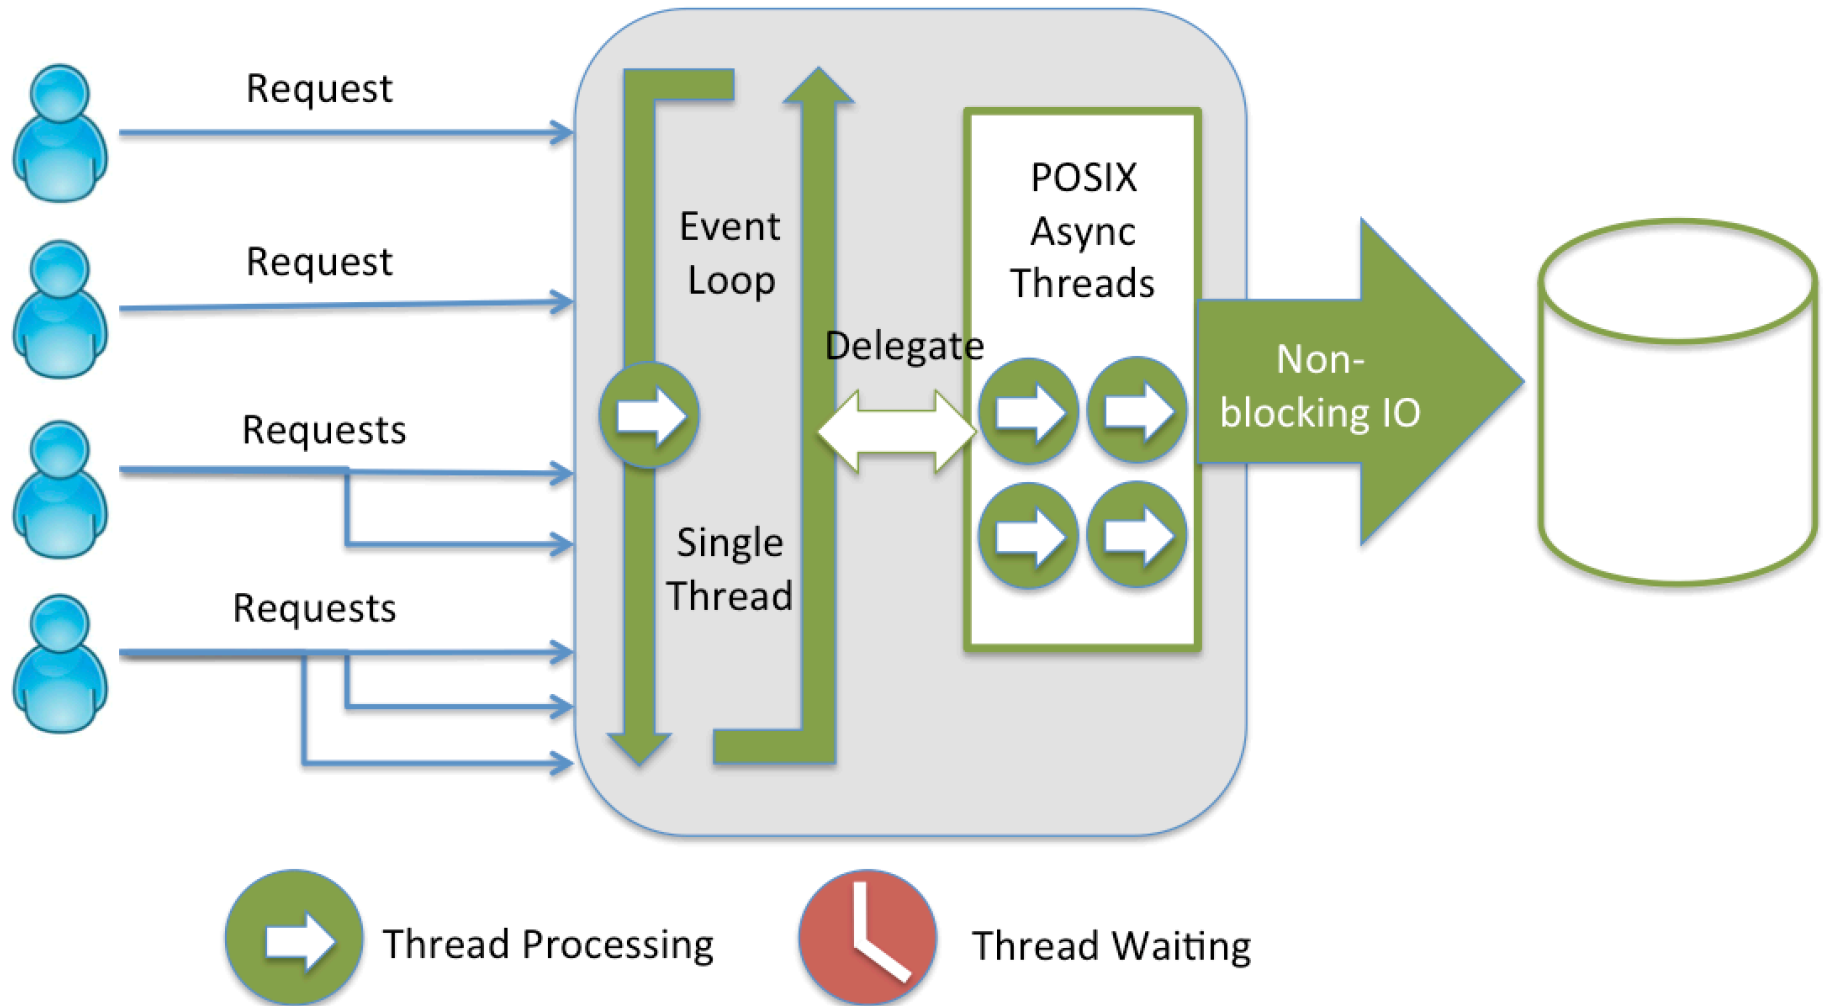 Request
Request
Requests
Requests
Event
Loop
Single
Thread
Delegate
POSIX
Async
Threads
Non-
blocking IO
Thread Processing
Thread Waiting